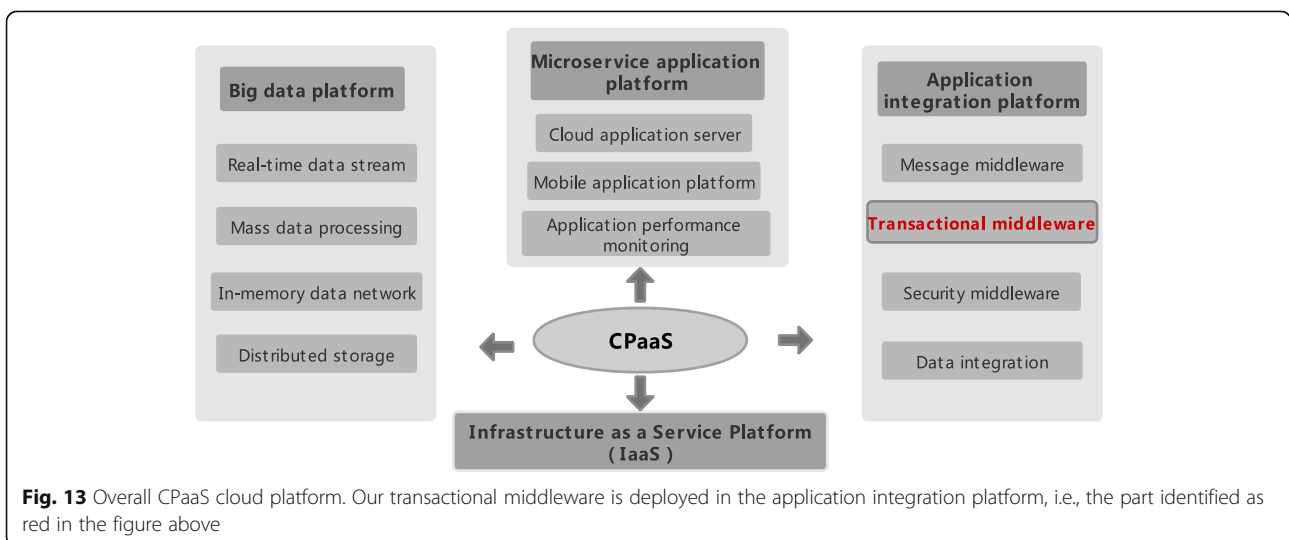 Big data platform
Real-time data stream
Mass data processing
In-memory data network
Distributed storage
Microservice application
platform
Cloud application server
Mobile application platform
Application performance
monitoring
CPaaS
Infrastructure as a Service Platform
( IaaS )
Application
integration platform
Message middleware
Transactional middleware
Security middleware
Data integration
Fig. 13 Overall CPaaS cloud platform. Our transactional middleware is deployed in the application integration platform, i.e., the part identified as
red in the figure above